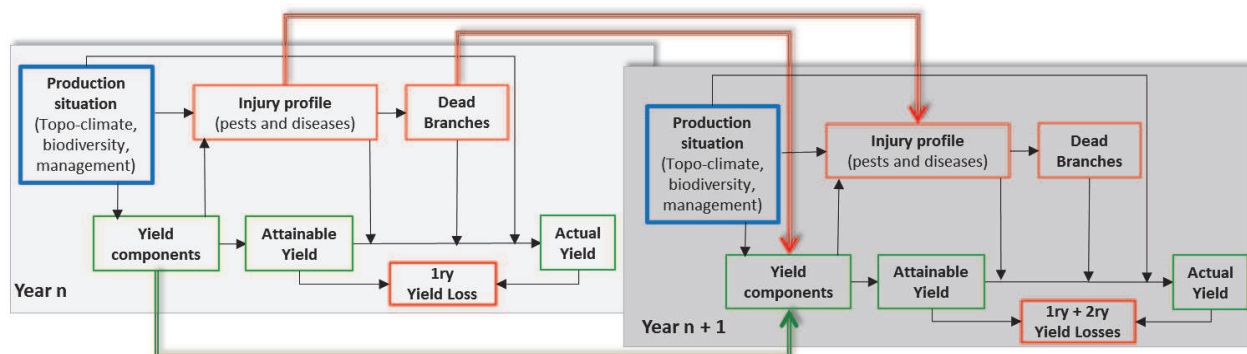 Production
situation
(Topo-climate,
biodiversity,
management)
Injury profile
(pests and diseases)
Dead
Branches
Yield
components
Attainable
Yield
Actual
Yield
1ry
Yield Loss
Year n
Production
situation
(Topo-climate,
biodiversity,
management)
Injury profile
(pests and diseases)
Dead
Branches
Yield
components
Attainable
Yield
Actual
Yield
1ry + 2ry
Yield Losses
Year n + 1